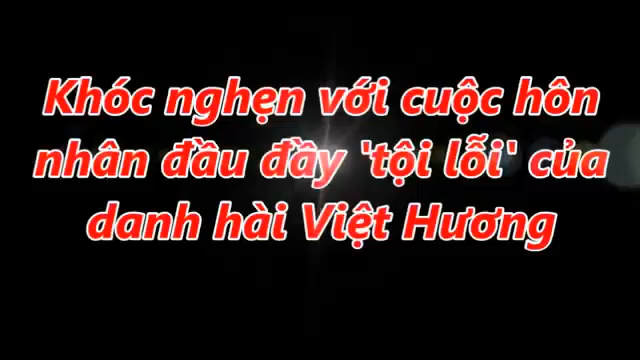 Khóc nghẹn với cuộc hôn
nhân đầu đầy 'tội lỗi' của
danh hài Việt Hương